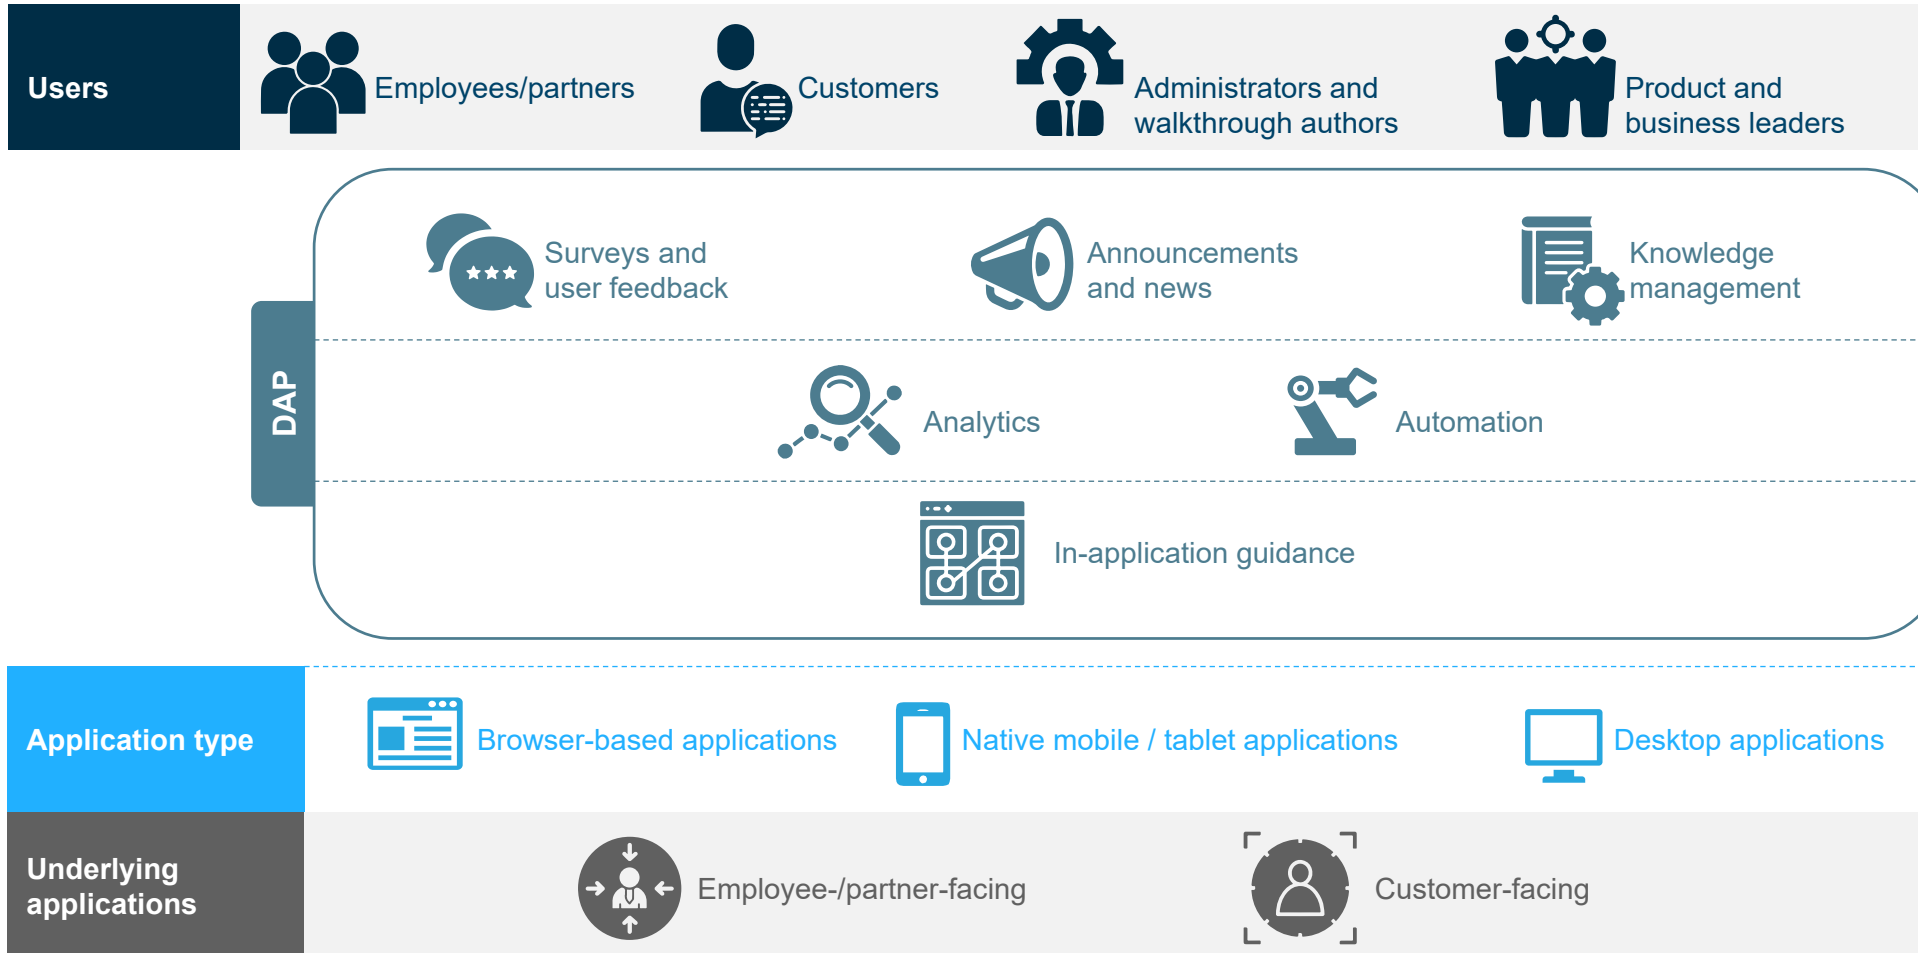 Users
Employees/partners
Customers
Administrators and
walkthrough authors
Product and
business leaders
DAP
Surveys and
user feedback
Announcements
and news
Knowledge
management
Analytics
Automation
In-application guidance
Application type
Browser-based applications
Native mobile / tablet applications
Desktop applications
Underlying
applications
Employee-/partner-facing
Customer-facing